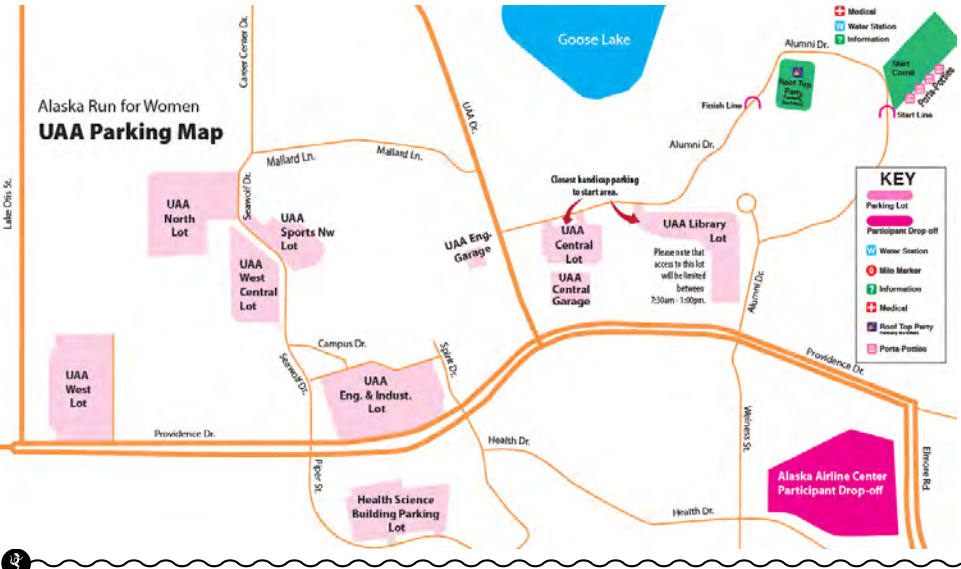 Alaska Run for Women
UAA Parking Map
Lake Otis St.
Career Center Dr.
UAA Dr.
Goose Lake
Medical
Water Station
Information
Alumni Dr.
Start
Corral
Porta-Potties
Roof Top
Party
Finish Line
Start Line
Alumni Dr.
Mallard Ln.
Mallard Ln.
Seawolf Dr.
Closest handicap parking
to start area.
UAA
North
Lot
UAA
Sports Nw
Lot
UAA
West
Central
Lot
UAA Eng.
Garage
UAA
Central
Lot
UAA
Central
Garage
UAA Library
Lot
Please note that
access to this lot
will be limited
between
7:30am - 1:00pm.
Alumni Dr.
KEY
Parking Lot
Participant Drop-off
Water Station
Mile Marker
Information
Medical
Roof Top Party
Porta-Potties
Campus Dr.
Seawolf Dr.
Spirit Dr.
UAA
West
Lot
UAA
Eng. & Indust.
Lot
Providence Dr.
Providence Dr.
Piper St.
Health Dr.
Welness St.
Elmore Rd.
Alaska Airline Center
Participant Drop-off
Health Science
Building Parking
Lot
Health Dr.